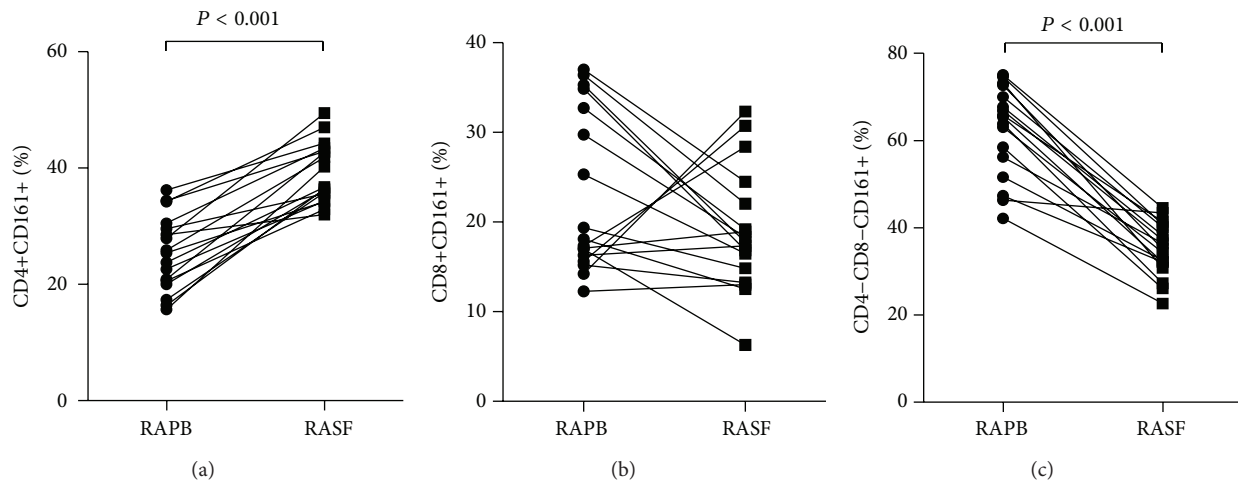 P < 0.001
60
40
20
0
CD4+CD161+ (%)
RAPB RASF
(a)
40
30
20
10
0
CD8+CD161+ (%)
RAPB RASF
(b)
P < 0.001
80
60
40
20
0
CD4−CD8−CD161+ (%)
RAPB RASF
(c)